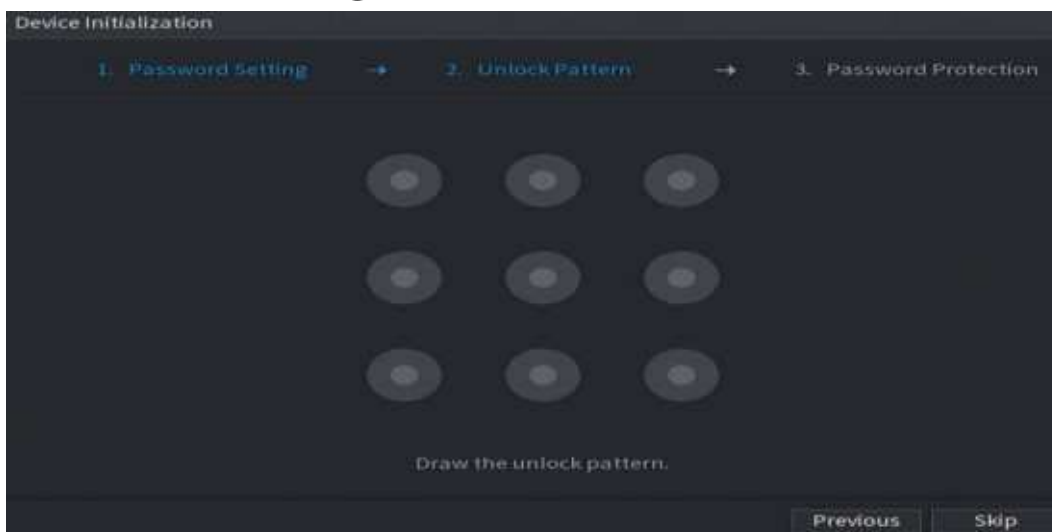 Device Initialization
1. Password Setting → 2. Unlock Pattern → 3. Password Protection
Draw the unlock pattern.
Previous Skip